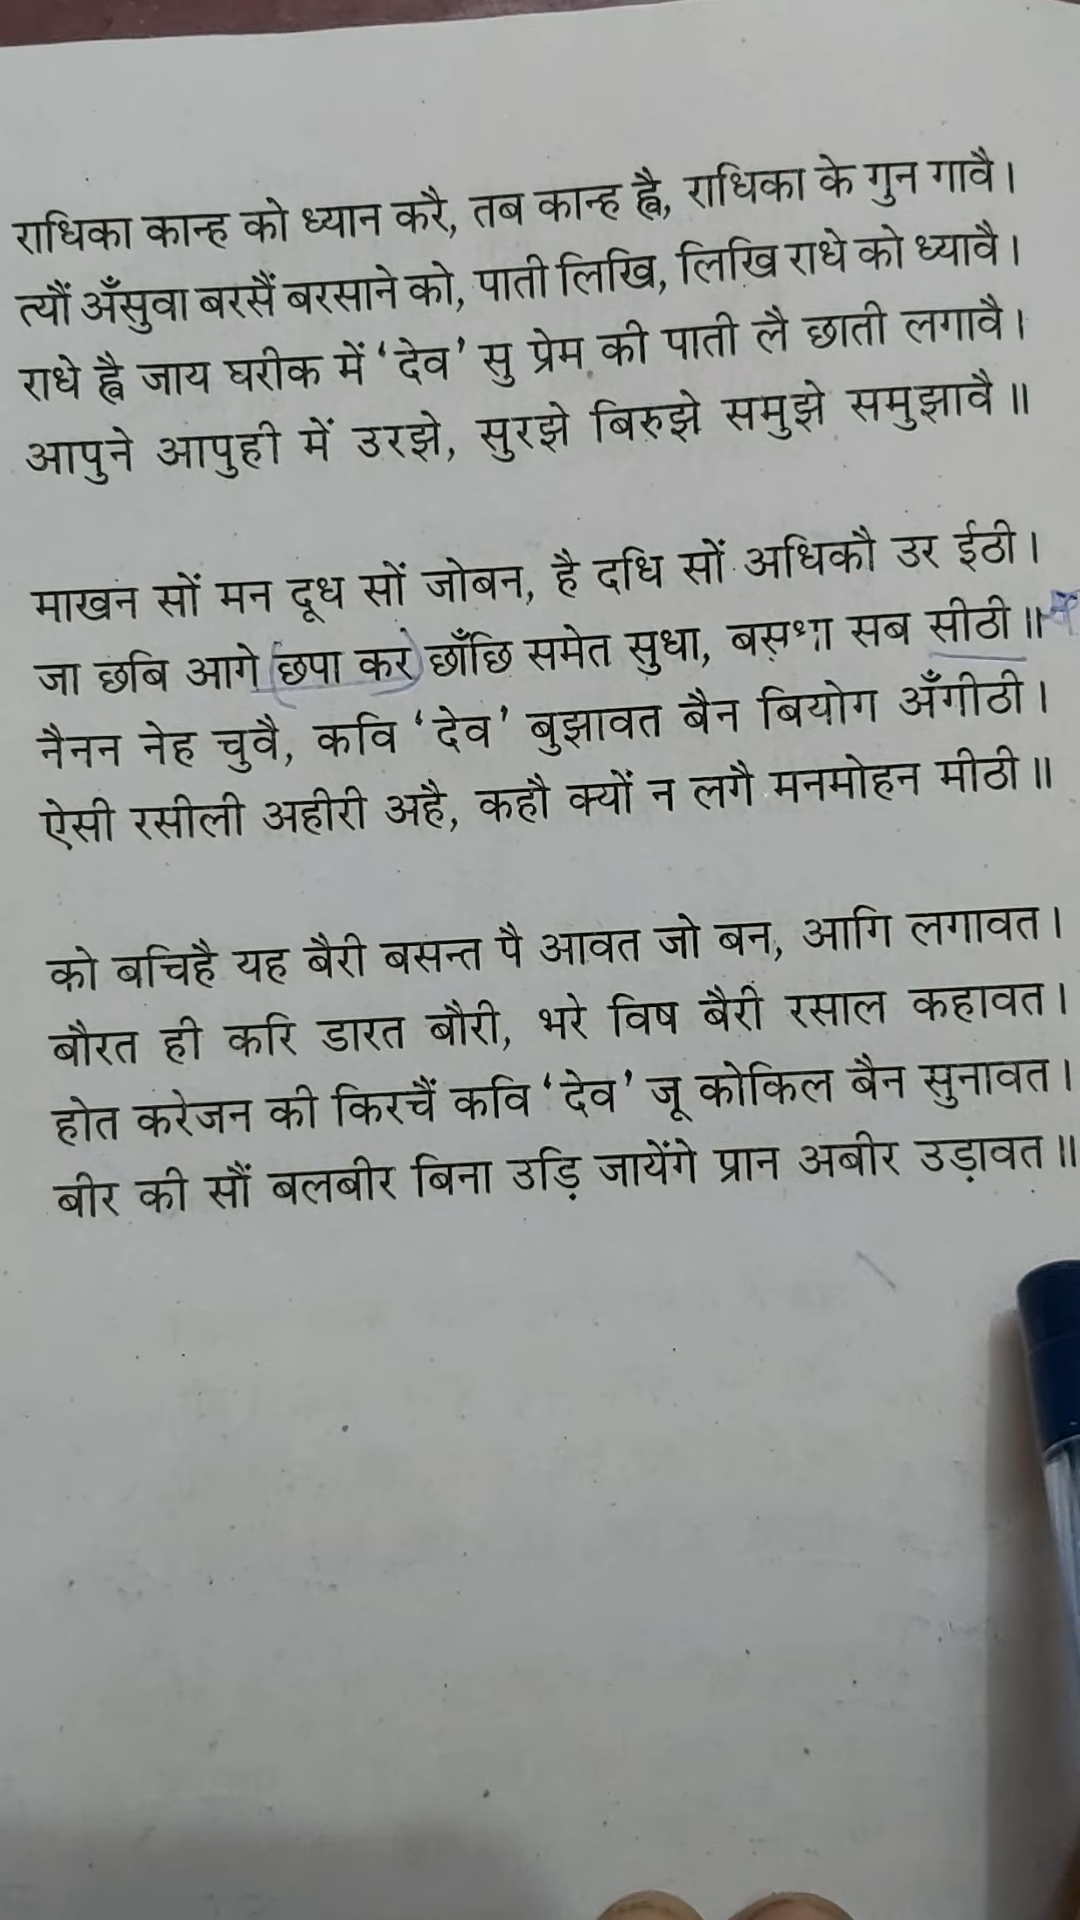 राधिका कान्ह को ध्यान करै, तब कान्ह ह्वै, राधिका के गुन गावै।
त्यौं अँसुवा बरसैं बरसाने को, पाती लिखि, लिखि राधे को ध्यावै।
राधे ह्वै जाय घरीक में ‘देव’ सु प्रेम की पाती लै छाती लगावै।
आपुने आपुही में उरझे, सुरझे बिरुझे समुझे समुझावै॥
माखन सों मन दूध सों जोबन, है दधि सों अधिकौ उर ईठी।
जा छबि आगे छपा कर छाँछि समेत सुधा, बसुधा सब सीठी॥
नैनन नेह चुवै, कवि ‘देव’ बुझावत बैन बियोग अँगीठी।
ऐसी रसीली अहीरी अहै, कहौ क्यों न लगै मनमोहन मीठी॥
को बचिहै यह बैरी बसन्त पै आवत जो बन, आगि लगावत।
बौरत ही करि डारत बौरी, भरे विष बैरी रसाल कहावत।
होत करेजन की किरचैं कवि ‘देव’ जू कोकिल बैन सुनावत।
बीर की सौं बलबीर बिना उड़ि जायेंगे प्रान अबीर उड़ावत॥